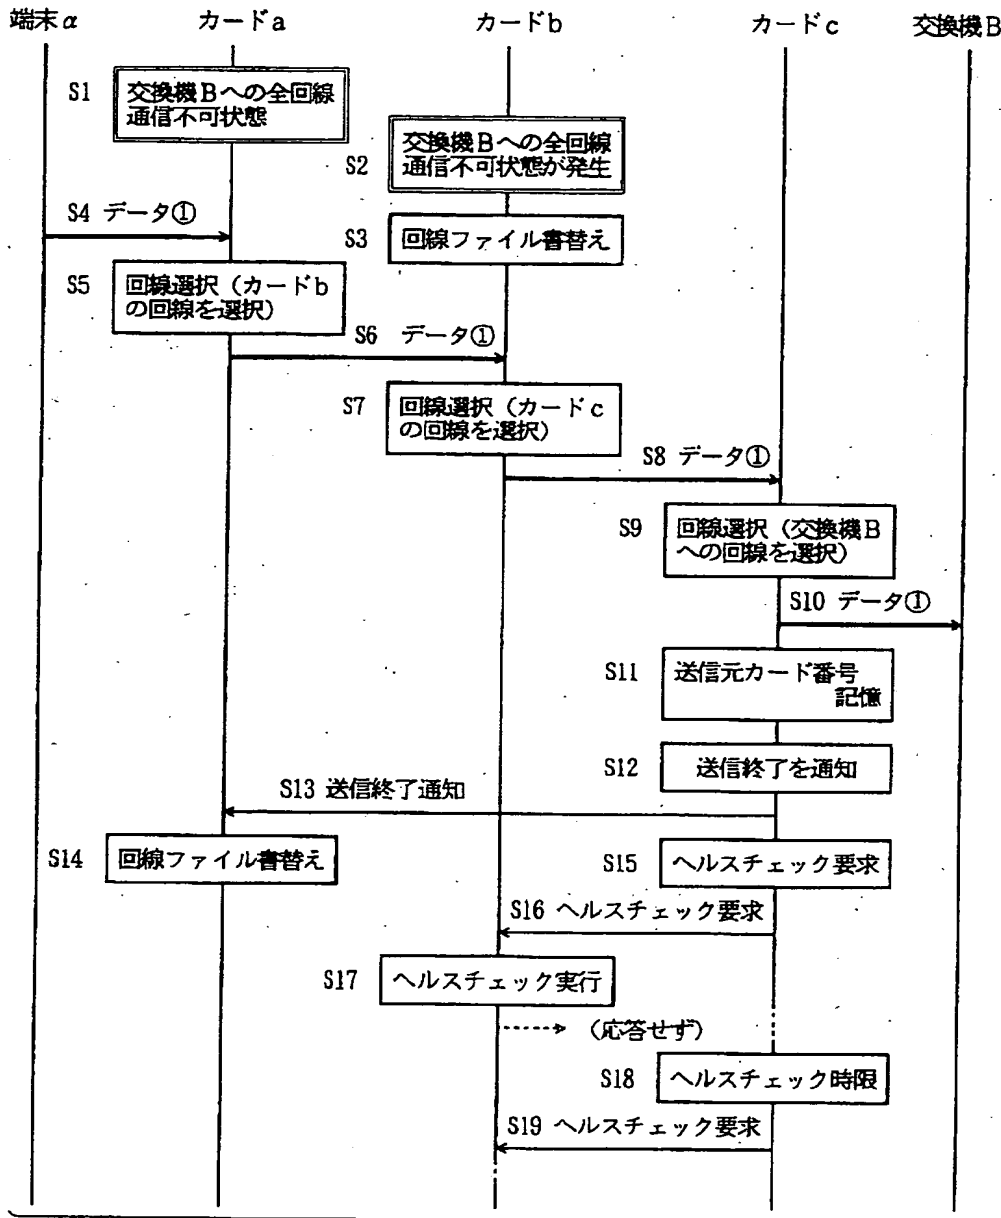 端末α カードa カードb カードc 交換機B
S1 交換機Bへの全回線
通信不可状態
S2 交換機Bへの全回線
通信不可状態が発生
S4 データ①
S3 回線ファイル書替え
S5 回線選択（カードb
の回線を選択）
S6 データ①
S7 回線選択（カードc
の回線を選択）
S8 データ①
S9 回線選択（交換機B
への回線を選択）
S10 データ①
S11 送信元カード番号
記憶
S12 送信終了を通知
S13 送信終了通知
S14 回線ファイル書替え
S15 ヘルスチェック要求
S16 ヘルスチェック要求
S17 ヘルスチェック実行
（応答せず）
S18 ヘルスチェック時限
S19 ヘルスチェック要求